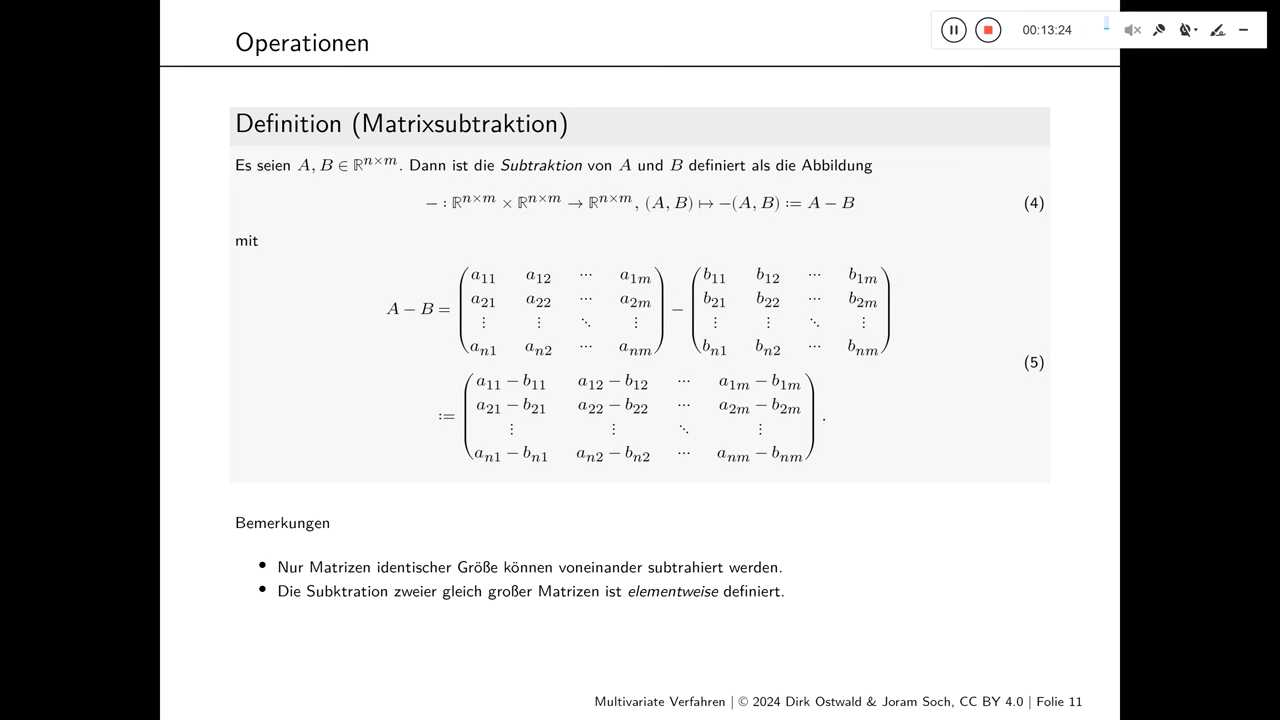 Operationen
00:13:24
Definition (Matrixsubtraktion)
Es seien A, B ∈ ℝⁿˣᵐ. Dann ist die Subtraktion von A und B definiert als die Abbildung
− : ℝⁿˣᵐ × ℝⁿˣᵐ → ℝⁿˣᵐ, (A, B) ↦ −(A, B) := A − B (4)
mit
A − B = ( a₁₁ a₁₂ ⋯ a₁ₘ ) − ( b₁₁ b₁₂ ⋯ b₁ₘ )
a₂₁ a₂₂ ⋯ a₂ₘ b₂₁ b₂₂ ⋯ b₂ₘ
⋮ ⋮ ⋱ ⋮ ⋮ ⋮ ⋱ ⋮
aₙ₁ aₙ₂ ⋯ aₙₘ bₙ₁ bₙ₂ ⋯ bₙₘ
(5)
:= ( a₁₁ − b₁₁ a₁₂ − b₁₂ ⋯ a₁ₘ − b₁ₘ ) .
a₂₁ − b₂₁ a₂₂ − b₂₂ ⋯ a₂ₘ − b₂ₘ
⋮ ⋮ ⋱ ⋮
aₙ₁ − bₙ₁ aₙ₂ − bₙ₂ ⋯ aₙₘ − bₙₘ
Bemerkungen
• Nur Matrizen identischer Größe können voneinander subtrahiert werden.
• Die Subktration zweier gleich großer Matrizen ist elementweise definiert.
Multivariate Verfahren | © 2024 Dirk Ostwald & Joram Soch, CC BY 4.0 | Folie 11